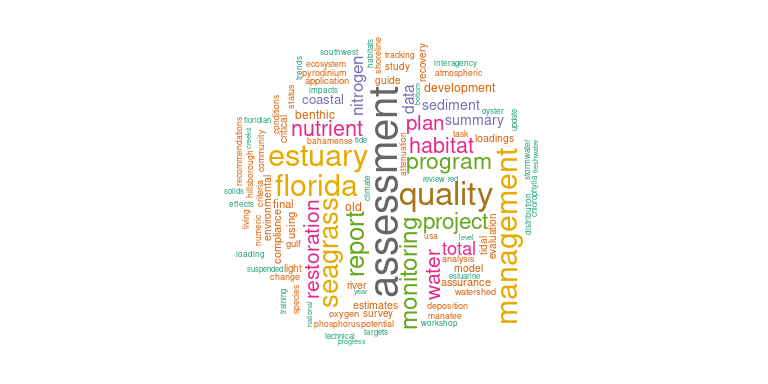 southwest
habitats
shoreline
tracking
recovery
interagency
trends
ecosystem
study
atmospheric
pyrodinium
application
nitrogen
guide
development
impacts
status
coastal
data
bottom
sediment
oyster
update
benthic
summary
floridian
conditions
critical
nutrient
plan
task
loadings
creeks
bahamense
tide
habitat
recommendations
community
estuary
assessment
attenuation
program
management
stormwater
freshwater
hillsborough
florida
climate
review
red
quality
chlorophyll
solids
criteria
environmental
effects
final
old
distribution
living
numeric
compliance
using
restoration
seagrass
report
monitoring
project
usa
level
tidal
evaluation
gulf
water
total
loading
analysis
suspended
light
model
estuarine
change
river
assurance
year
training
species
watershed
national
estimates
deposition
oxygen
survey
manatee
phosphorus
potential
workshop
targets
technical
progress